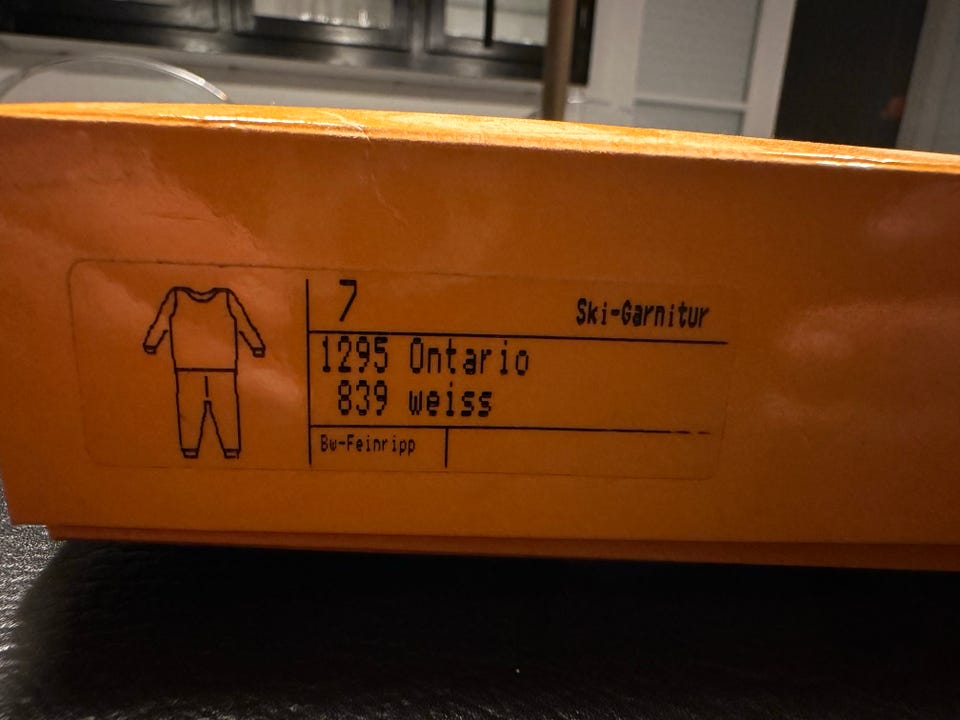 7 Ski-Garnitur
1295 Ontario
839 weiss
Bw-Feinripp